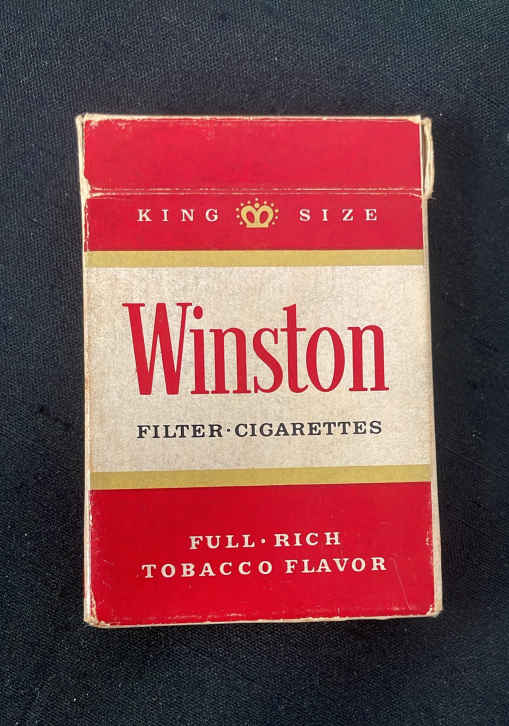 KING SIZE
Winston
FILTER·CIGARETTES
FULL·RICH
TOBACCO FLAVOR